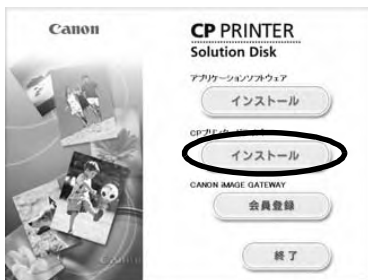 Canon
CP PRINTER
Solution Disk
アプリケーションソフトウェア
インストール
インストール
CANON iMAGE GATEWAY
会員登録
終了